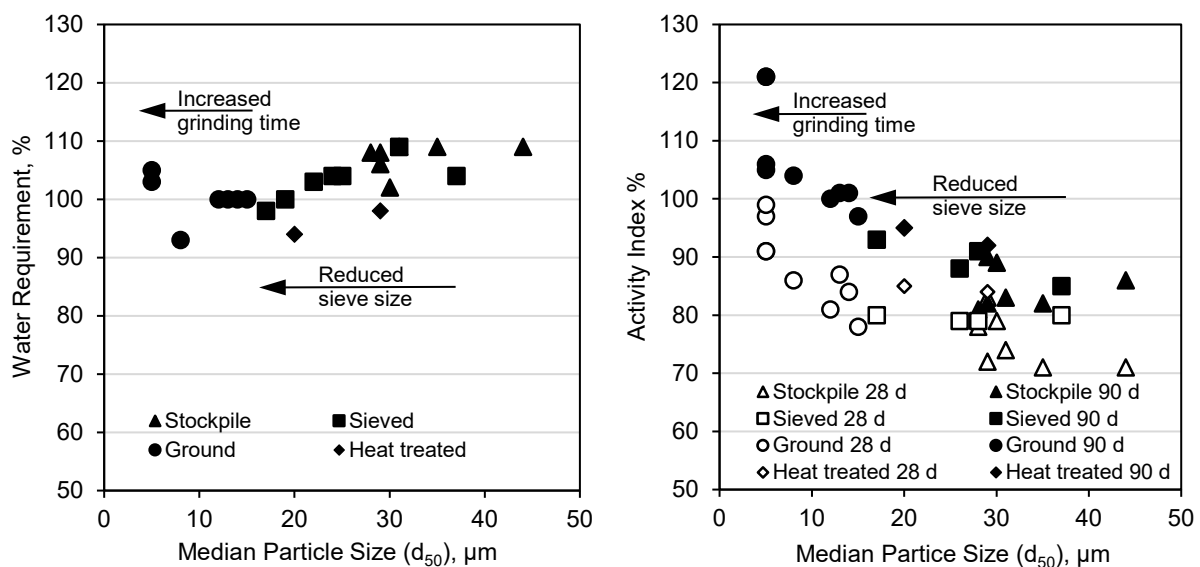 130
120
110
100
90
80
70
60
50
Water Requirement, %
Increased
grinding time
Reduced
sieve size
Stockpile
Sieved
Ground
Heat treated
0
10
20
30
40
50
Median Particle Size (d50), µm
130
120
110
100
90
80
70
60
50
Activity Index %
Increased
grinding time
Reduced
sieve size
Stockpile 28 d
Stockpile 90 d
Sieved 28 d
Sieved 90 d
Ground 28 d
Ground 90 d
Heat treated 28 d
Heat treated 90 d
0
10
20
30
40
50
Median Partice Size (d50), µm